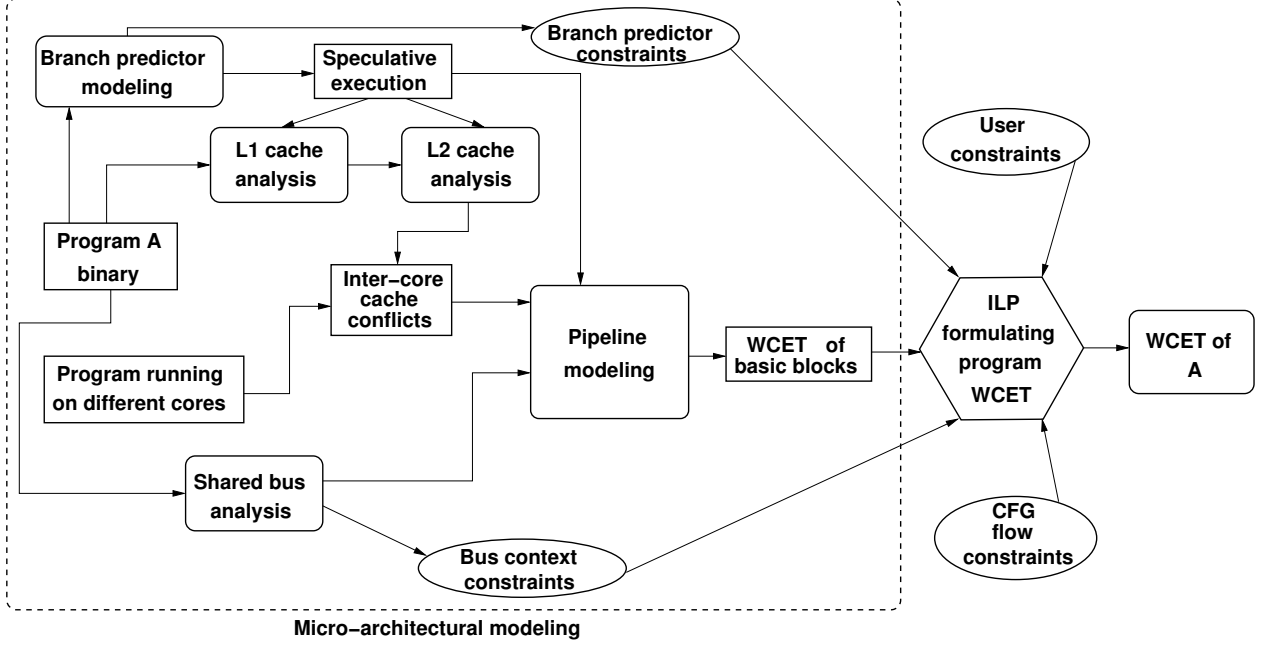 Branch predictor
modeling
Speculative
execution
Branch predictor
constraints
User
constraints
L1 cache
analysis
L2 cache
analysis
Program A
binary
Inter-core
cache
conflicts
Pipeline
modeling
WCET of
basic blocks
ILP
formulating
program
WCET
WCET of
A
Program running
on different cores
Shared bus
analysis
Bus context
constraints
CFG
flow
constraints
Micro-architectural modeling